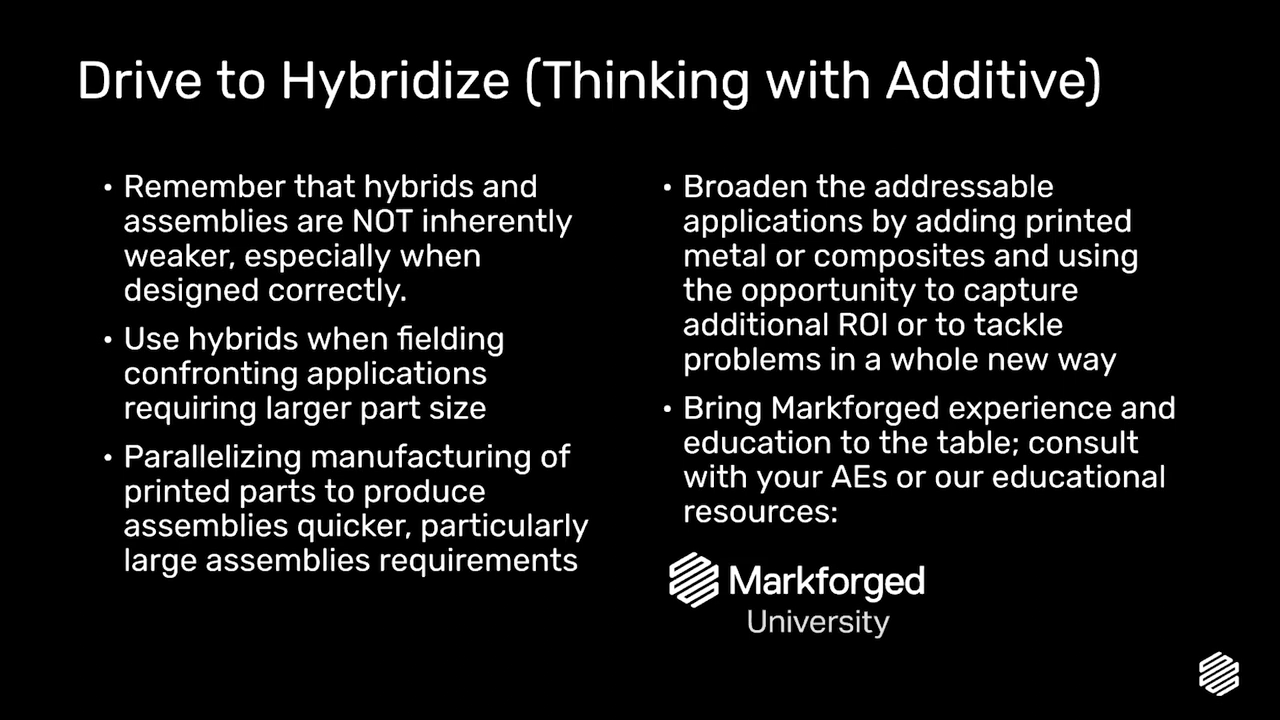 Drive to Hybridize (Thinking with Additive)
• Remember that hybrids and
assemblies are NOT inherently
weaker, especially when
designed correctly.
• Use hybrids when fielding
confronting applications
requiring larger part size
• Parallelizing manufacturing of
printed parts to produce
assemblies quicker, particularly
large assemblies requirements
• Broaden the addressable
applications by adding printed
metal or composites and using
the opportunity to capture
additional ROI or to tackle
problems in a whole new way
• Bring Markforged experience and
education to the table; consult
with your AEs or our educational
resources:
Markforged
University